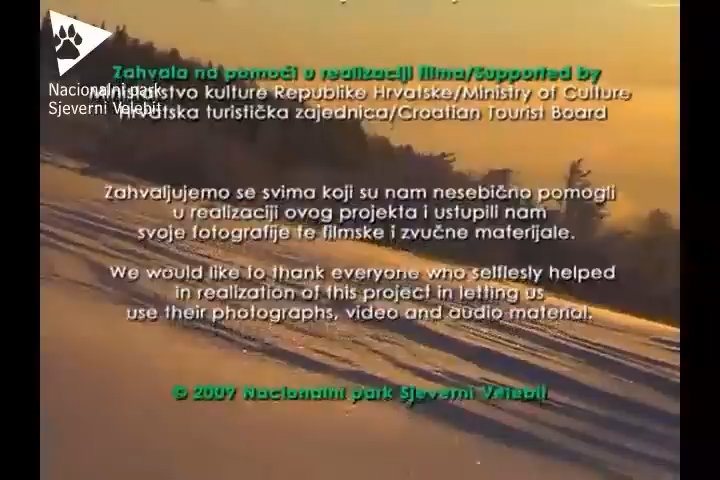 Nacionalni park
Sjeverni Velebit
Zahvala na pomoći u realizaciji filma/Supported by
Ministarstvo kulture Republike Hrvatske/Ministry of Culture
Hrvatska turistička zajednica/Croatian Tourist Board
Zahvaljujemo se svima koji su nam nesebično pomogli
u realizaciji ovog projekta i ustupili nam
svoje fotografije te filmske i zvučne materijale.
We would like to thank everyone who selflesly helped
in realization of this project in letting us
use their photographs, video and audio material.
© 2009 Nacionalni park Sjeverni Velebit